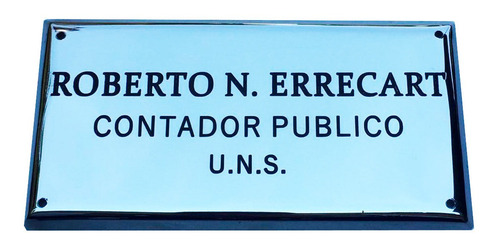 ROBERTO N. ERRECART
CONTADOR PUBLICO
U.N.S.